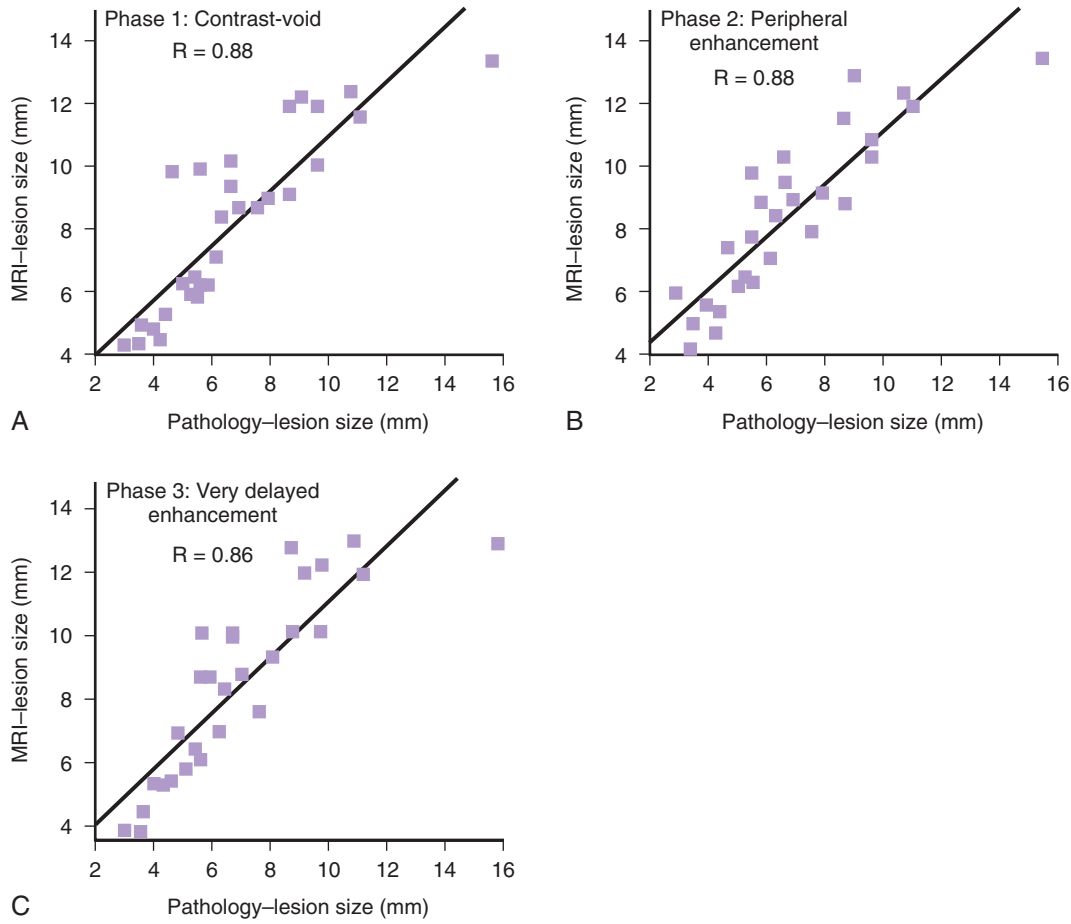 Phase 1: Contrast-void
R = 0.88
14
12
10
8
6
4
2 4 6 8 10 12 14 16
MRI–lesion size (mm)
Pathology–lesion size (mm)
A
Phase 2: Peripheral
enhancement
R = 0.88
14
12
10
8
6
4
2 4 6 8 10 12 14 16
MRI–lesion size (mm)
Pathology–lesion size (mm)
B
Phase 3: Very delayed
enhancement
R = 0.86
14
12
10
8
6
4
2 4 6 8 10 12 14 16
MRI–lesion size (mm)
Pathology–lesion size (mm)
C